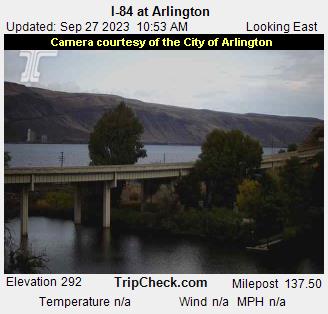 I-84 at Arlington
Updated: Sep 27 2023 10:53 AM Looking East
Camera courtesy of the City of Arlington
Elevation 292 TripCheck.com Milepost 137.50
Temperature n/a Wind n/a MPH n/a